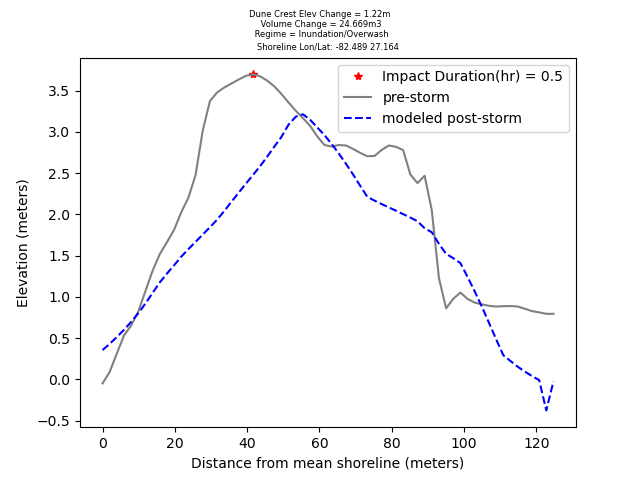 Dune Crest Elev Change = 1.22m
Volume Change = 24.669m3
Regime = Inundation/Overwash
Shoreline Lon/Lat: -82.489 27.164
Impact Duration(hr) = 0.5
pre-storm
modeled post-storm
3.5
3.0
2.5
2.0
1.5
1.0
0.5
0.0
−0.5
Elevation (meters)
0 20 40 60 80 100 120
Distance from mean shoreline (meters)